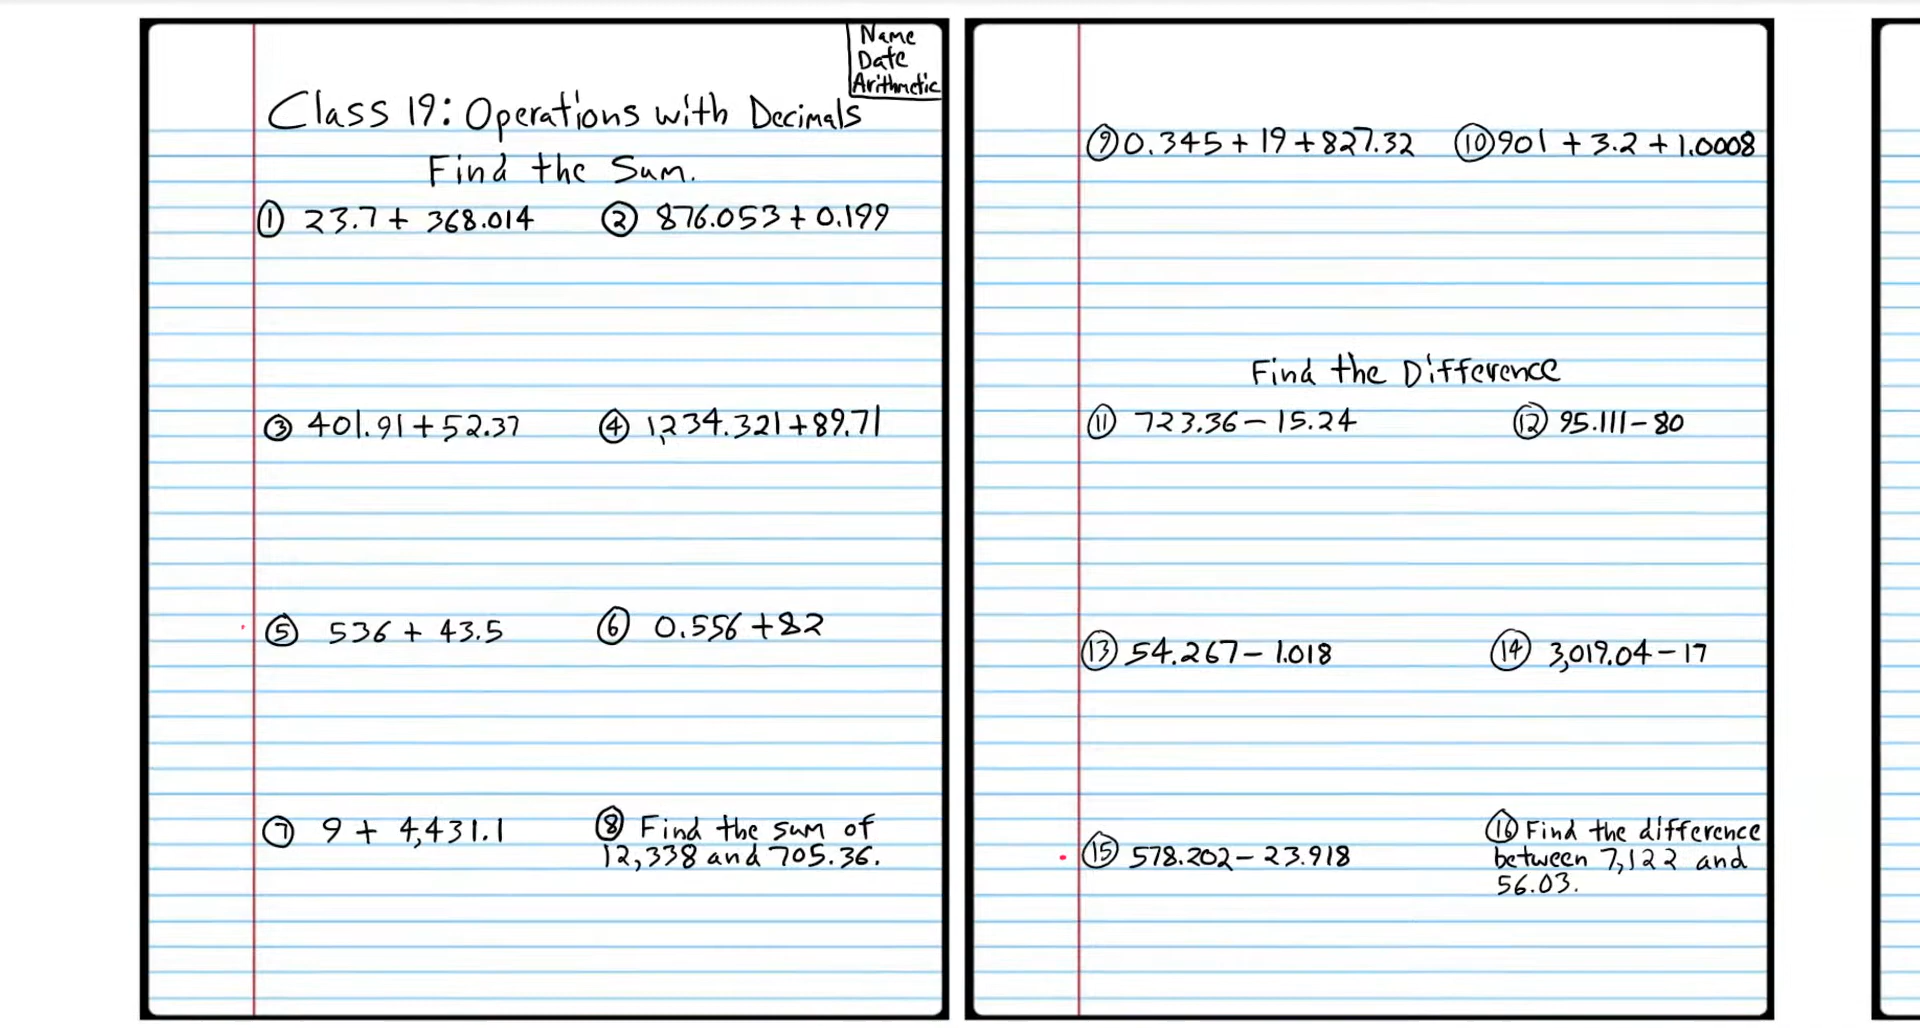 Name
Date
Arithmetic
Class 19: Operations with Decimals
Find the Sum.
① 23.7 + 368.014
② 876.053 + 0.199
③ 401.91 + 52.37
④ 1,234.321 + 89.71
⑤ 536 + 43.5
⑥ 0.556 + 82
⑦ 9 + 4,431.1
⑧ Find the sum of
12,338 and 705.36.
⑨ 0.345 + 19 + 827.32
⑩ 901 + 3.2 + 1.0008
Find the Difference
⑪ 723.36 − 15.24
⑫ 95.111 − 80
⑬ 54.267 − 1.018
⑭ 3,019.04 − 17
⑮ 578.202 − 23.918
⑯ Find the difference
between 7,122 and
56.03.